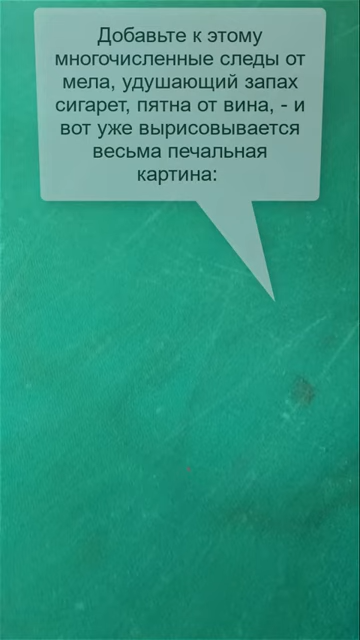 Добавьте к этому
многочисленные следы от
мела, удушающий запах
сигарет, пятна от вина, - и
вот уже вырисовывается
весьма печальная
картина: